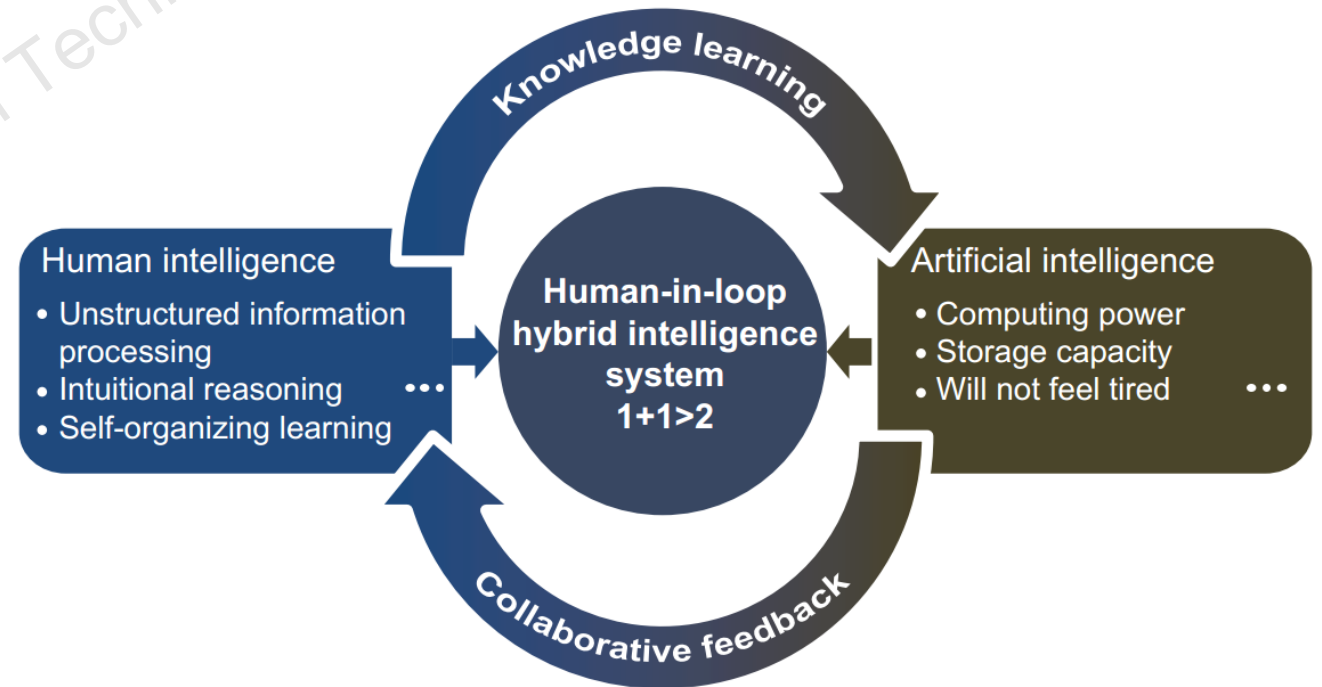 Techn
Knowledge learning
Human intelligence
• Unstructured information
processing
• Intuitional reasoning
• Self-organizing learning
...
Human-in-loop
hybrid intelligence
system
1+1>2
Artificial intelligence
• Computing power
• Storage capacity
• Will not feel tired
...
Collaborative feedback